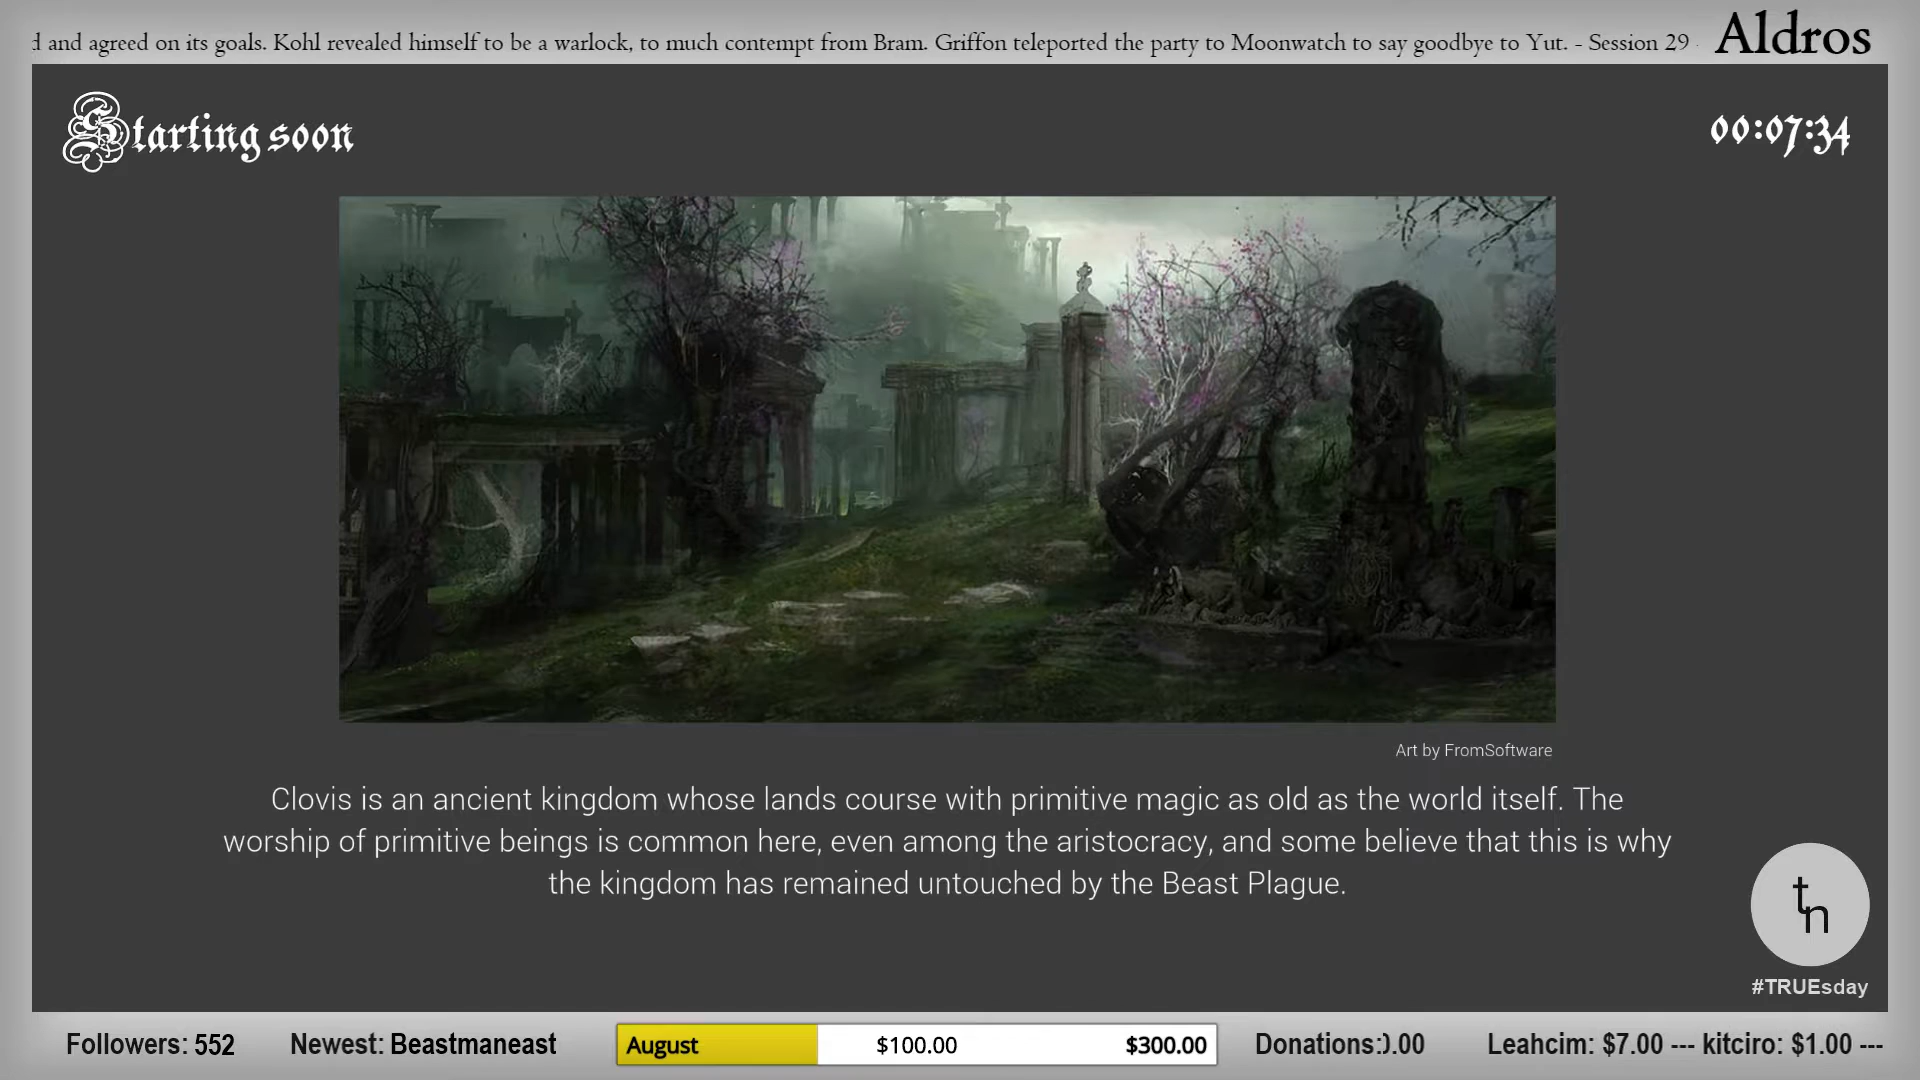 d and agreed on its goals. Kohl revealed himself to be a warlock, to much contempt from Bram. Griffon teleported the party to Moonwatch to say goodbye to Yut. - Session 29
Aldros
Starting soon
00:07:34
Art by FromSoftware
Clovis is an ancient kingdom whose lands course with primitive magic as old as the world itself. The
worship of primitive beings is common here, even among the aristocracy, and some believe that this is why
the kingdom has remained untouched by the Beast Plague.
tn
#TRUEsday
Followers: 552 Newest: Beastmaneast August $100.00 $300.00 Donations: 0.00 Leahcim: $7.00 --- kitciro: $1.00 ---